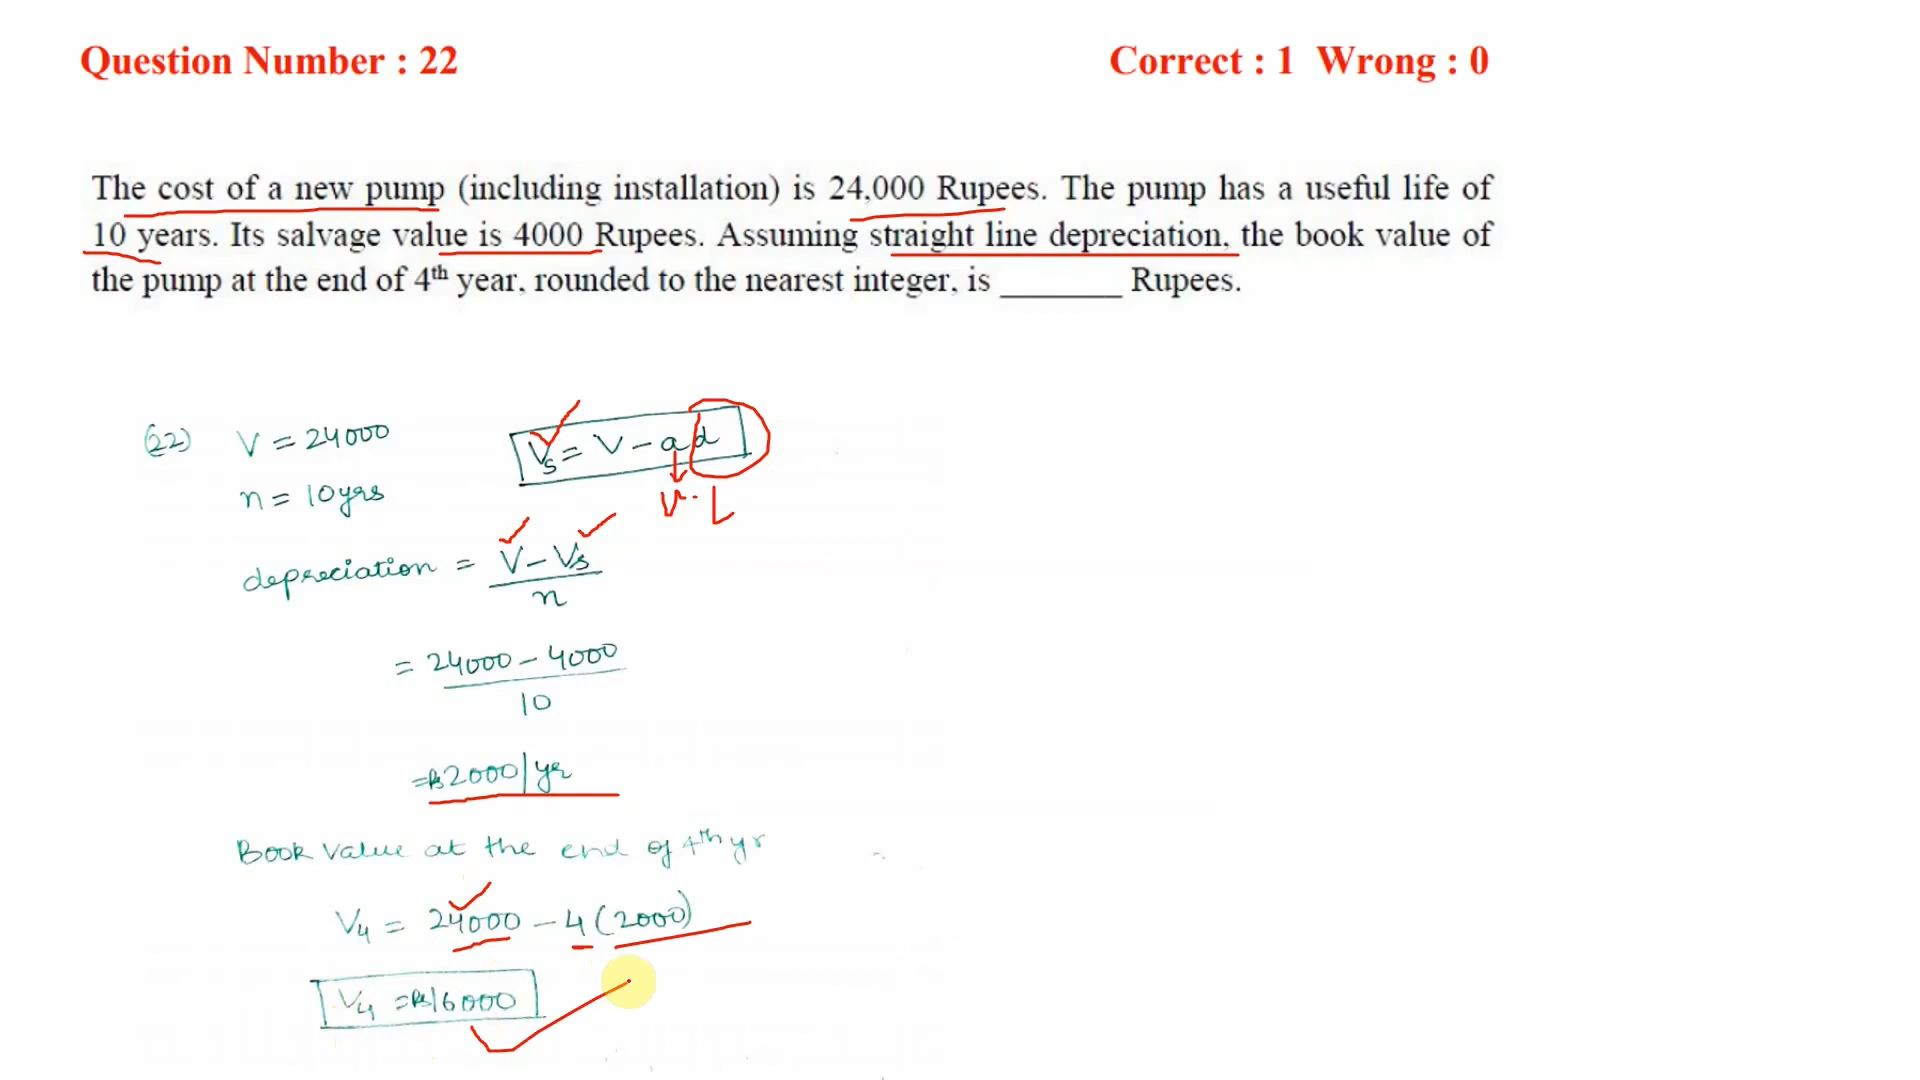 Question Number : 22 Correct : 1 Wrong : 0
The cost of a new pump (including installation) is 24,000 Rupees. The pump has a useful life of
10 years. Its salvage value is 4000 Rupees. Assuming straight line depreciation, the book value of
the pump at the end of 4th year, rounded to the nearest integer, is _______ Rupees.
(22) V = 24000 Vs = V - ad
n = 10yrs
depreciation = V - Vs
n
= 24000 - 4000
10
= Rs2000/yr
Book value at the end of 4th yr
V4 = 24000 - 4(2000)
V4 = Rs16000